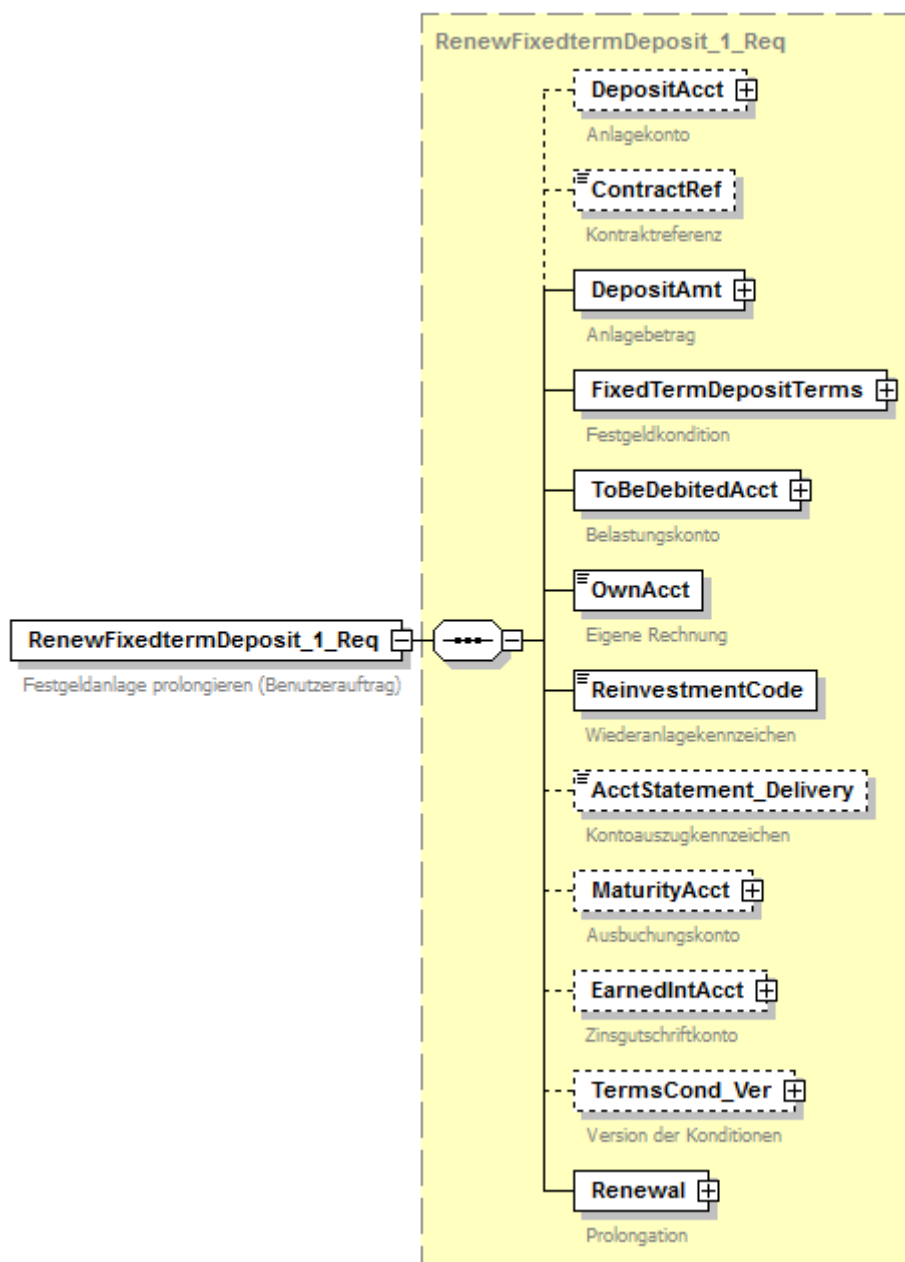 RenewFixedtermDeposit_1_Req
DepositAcct
Anlagekonto
ContractRef
Kontraktreferenz
DepositAmt
Anlagebetrag
FixedTermDepositTerms
Festgeldkondition
ToBeDebitedAcct
Belastungskonto
OwnAcct
Eigene Rechnung
RenewFixedtermDeposit_1_Req
Festgeldanlage prolongieren (Benutzerauftrag)
ReinvestmentCode
Wiederanlagekennzeichen
AcctStatement_Delivery
Kontoauszugkennzeichen
MaturityAcct
Ausbuchungskonto
EarnedIntAcct
Zinsgutschriftkonto
TermsCond_Ver
Version der Konditionen
Renewal
Prolongation